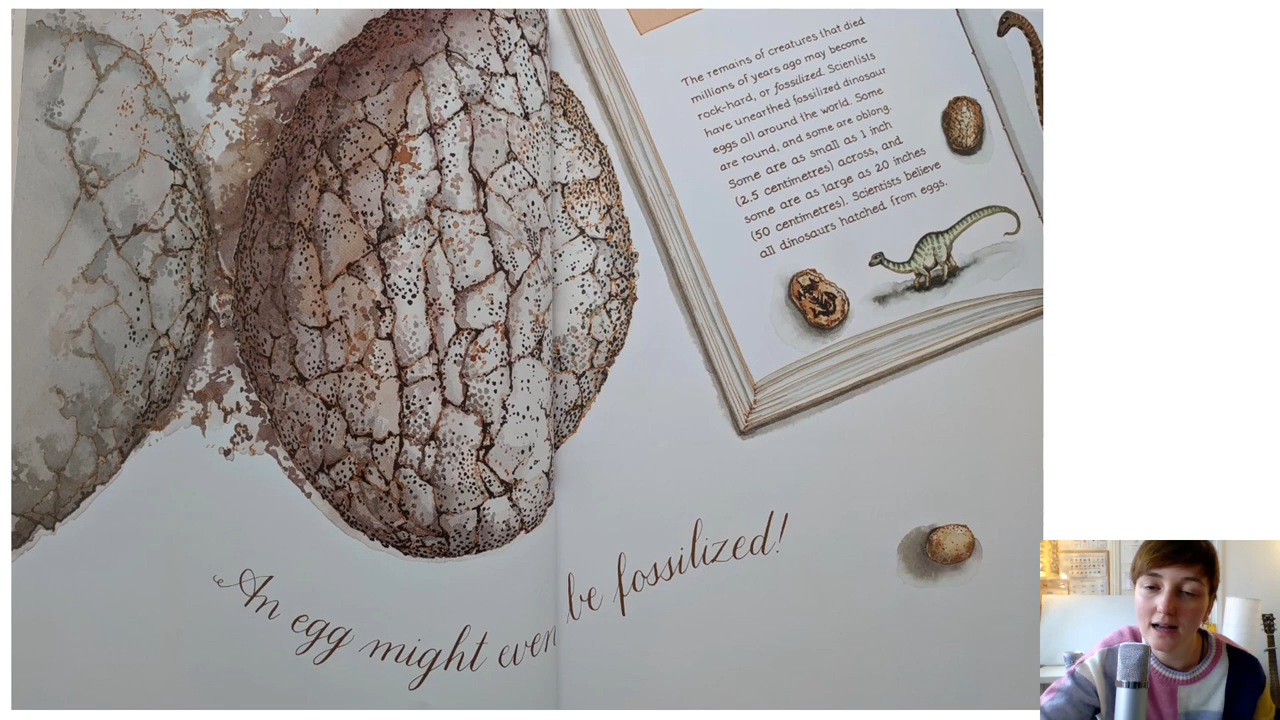 The remains of creatures that died
millions of years ago may become
rock-hard, or fossilized. Scientists
have unearthed fossilized dinosaur
eggs all around the world. Some
are round, and some are oblong.
Some are as small as 1 inch
(2.5 centimetres) across, and
some are as large as 20 inches
(50 centimetres). Scientists believe
all dinosaurs hatched from eggs.
An egg might even be fossilized!